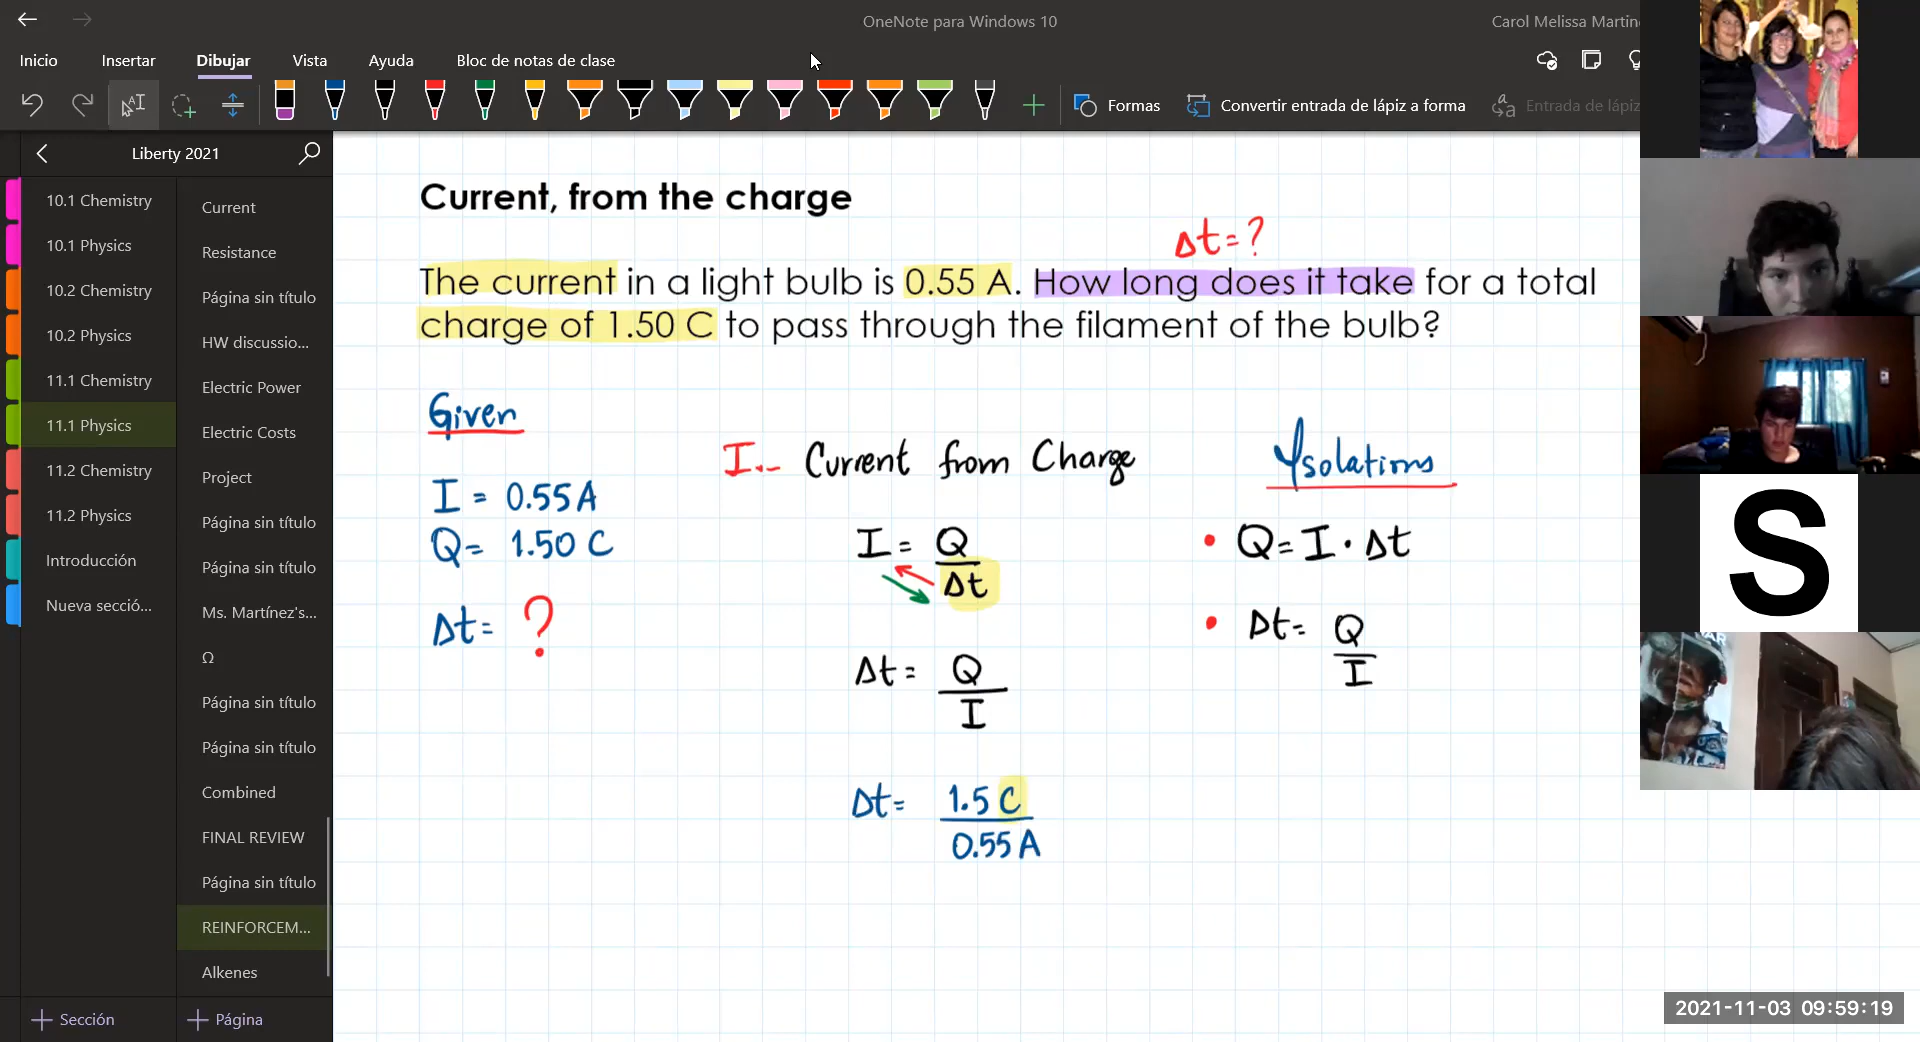 OneNote para Windows 10
Carol Melissa Martin
Inicio
Insertar
Dibujar
Vista
Ayuda
Bloc de notas de clase
Formas
Convertir entrada de lápiz a forma
Entrada de lápiz
Liberty 2021
10.1 Chemistry
10.1 Physics
10.2 Chemistry
10.2 Physics
11.1 Chemistry
11.1 Physics
11.2 Chemistry
11.2 Physics
Introducción
Nueva secció...
Sección
Current
Resistance
Página sin título
HW discussio...
Electric Power
Electric Costs
Project
Página sin título
Página sin título
Ms. Martínez's...
Ω
Página sin título
Página sin título
Combined
FINAL REVIEW
Página sin título
REINFORCEM...
Alkenes
Página
Current, from the charge
Δt=?
The current in a light bulb is 0.55 A. How long does it take for a total
charge of 1.50 C to pass through the filament of the bulb?
Given
I = 0.55A
Q= 1.50 C
Δt= ?
I.- Current from Charge
I = Q
Δt
Δt= Q
I
Δt= 1.5 C
0.55 A
Ysolations
• Q=I·Δt
• Δt= Q
I
S
WAR
2021-11-03 09:59:19